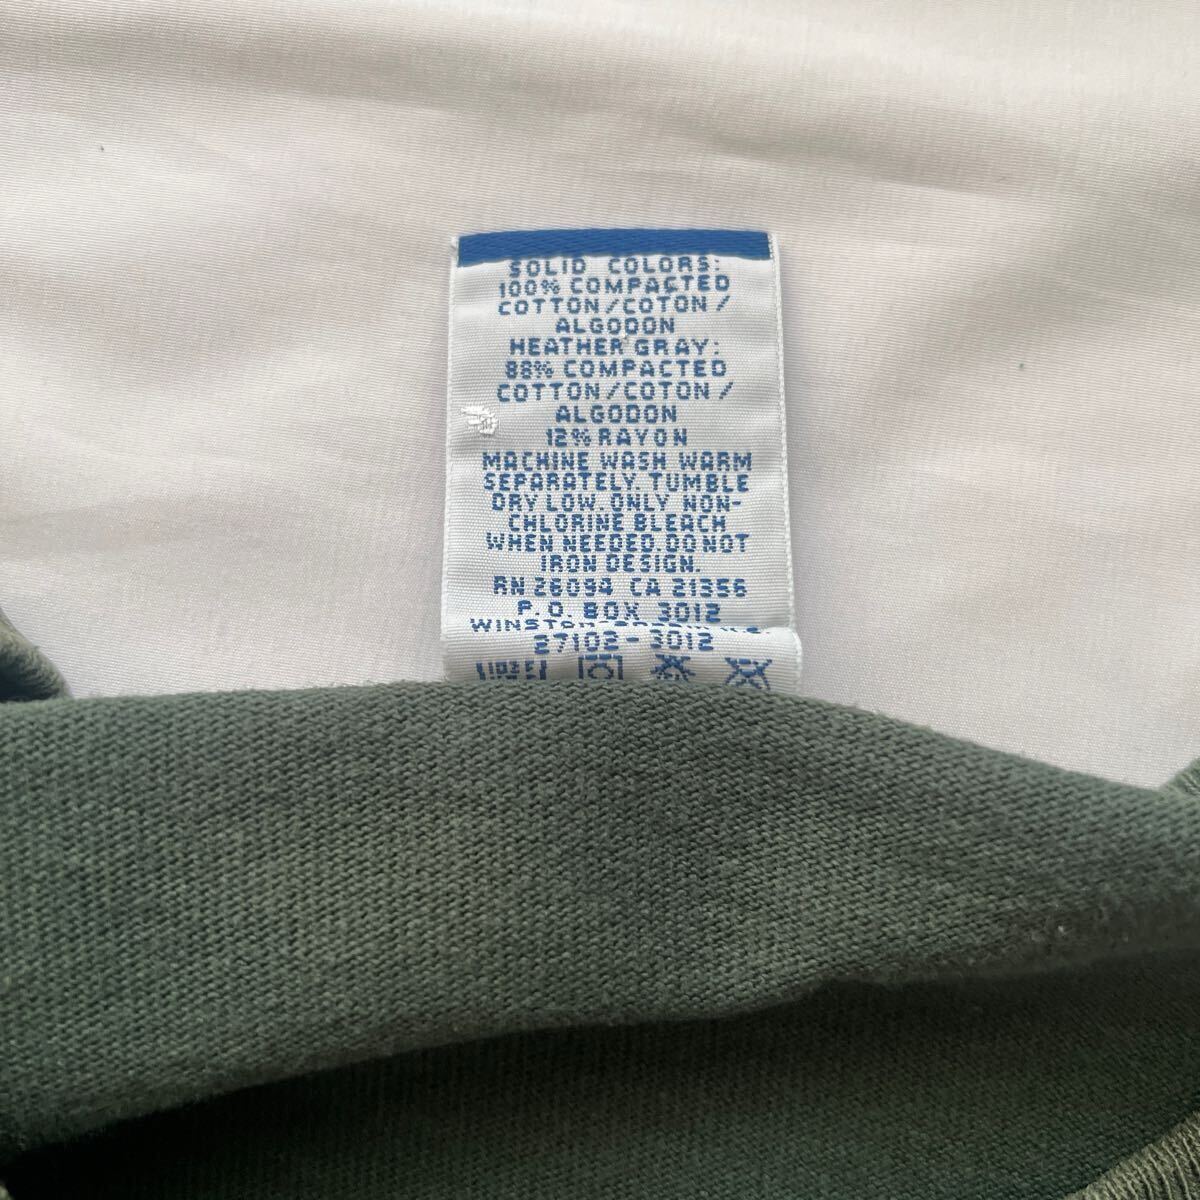 SOLID COLORS:
100% COMPACTED
COTTON/COTON/
ALGODON
HEATHER GRAY:
88% COMPACTED
COTTON/COTON/
ALGODON
12% RAYON
MACHINE WASH WARM
SEPARATELY. TUMBLE
DRY LOW. ONLY NON-
CHLORINE BLEACH
WHEN NEEDED. DO NOT
IRON DESIGN.
RN 26094 CA 21356
P.O. BOX 3012
27102-3012